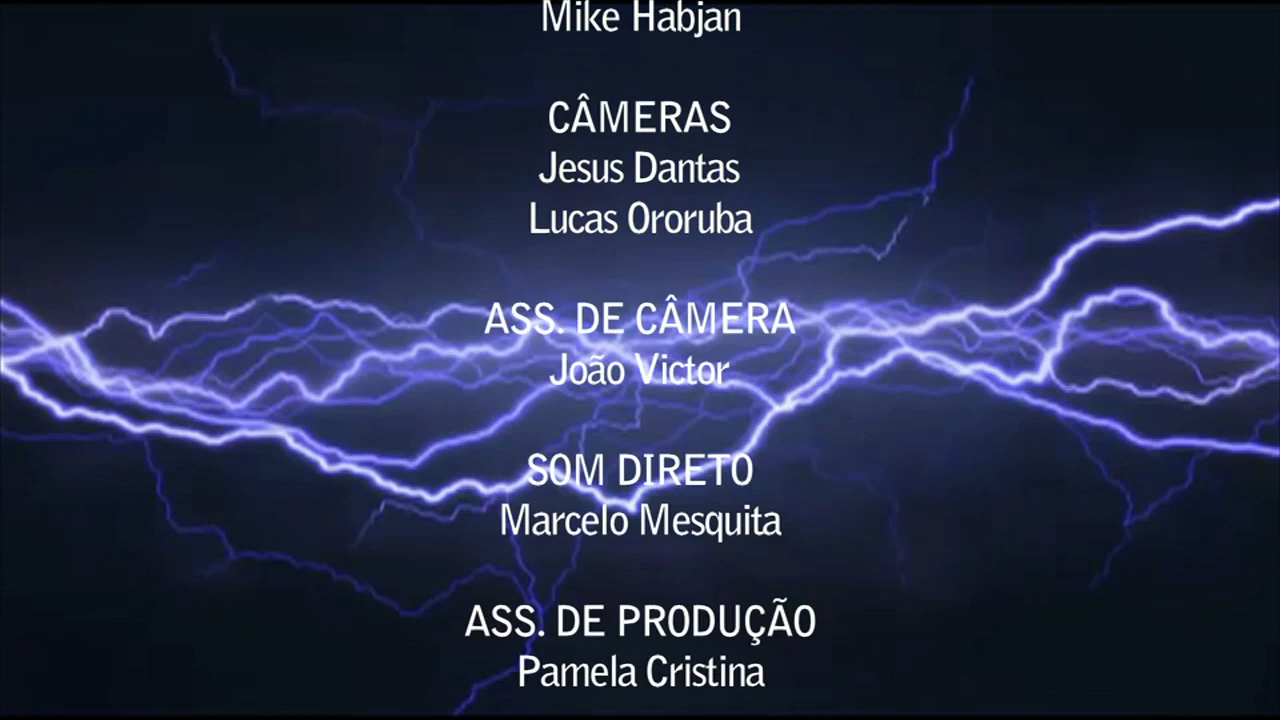 Mike Habjan
CÂMERAS
Jesus Dantas
Lucas Ororuba
ASS. DE CÂMERA
João Victor
SOM DIRETO
Marcelo Mesquita
ASS. DE PRODUÇÃO
Pamela Cristina